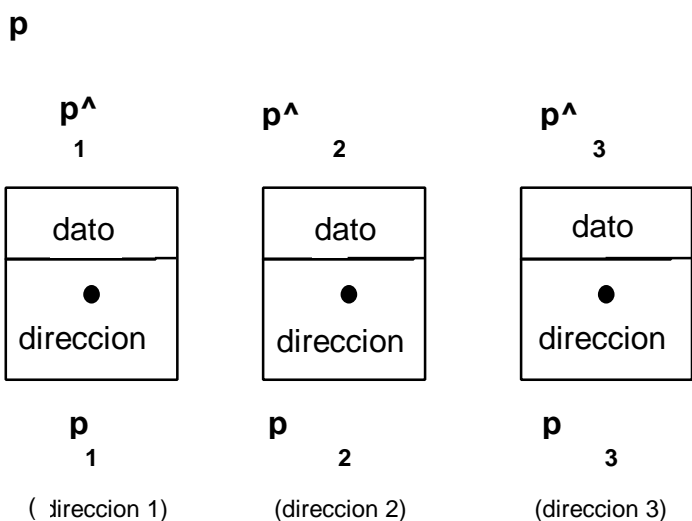 p
p^ p^ p^
1 2 3
dato dato dato
direccion direccion direccion
p p p
1 2 3
( direccion 1) (direccion 2) (direccion 3)